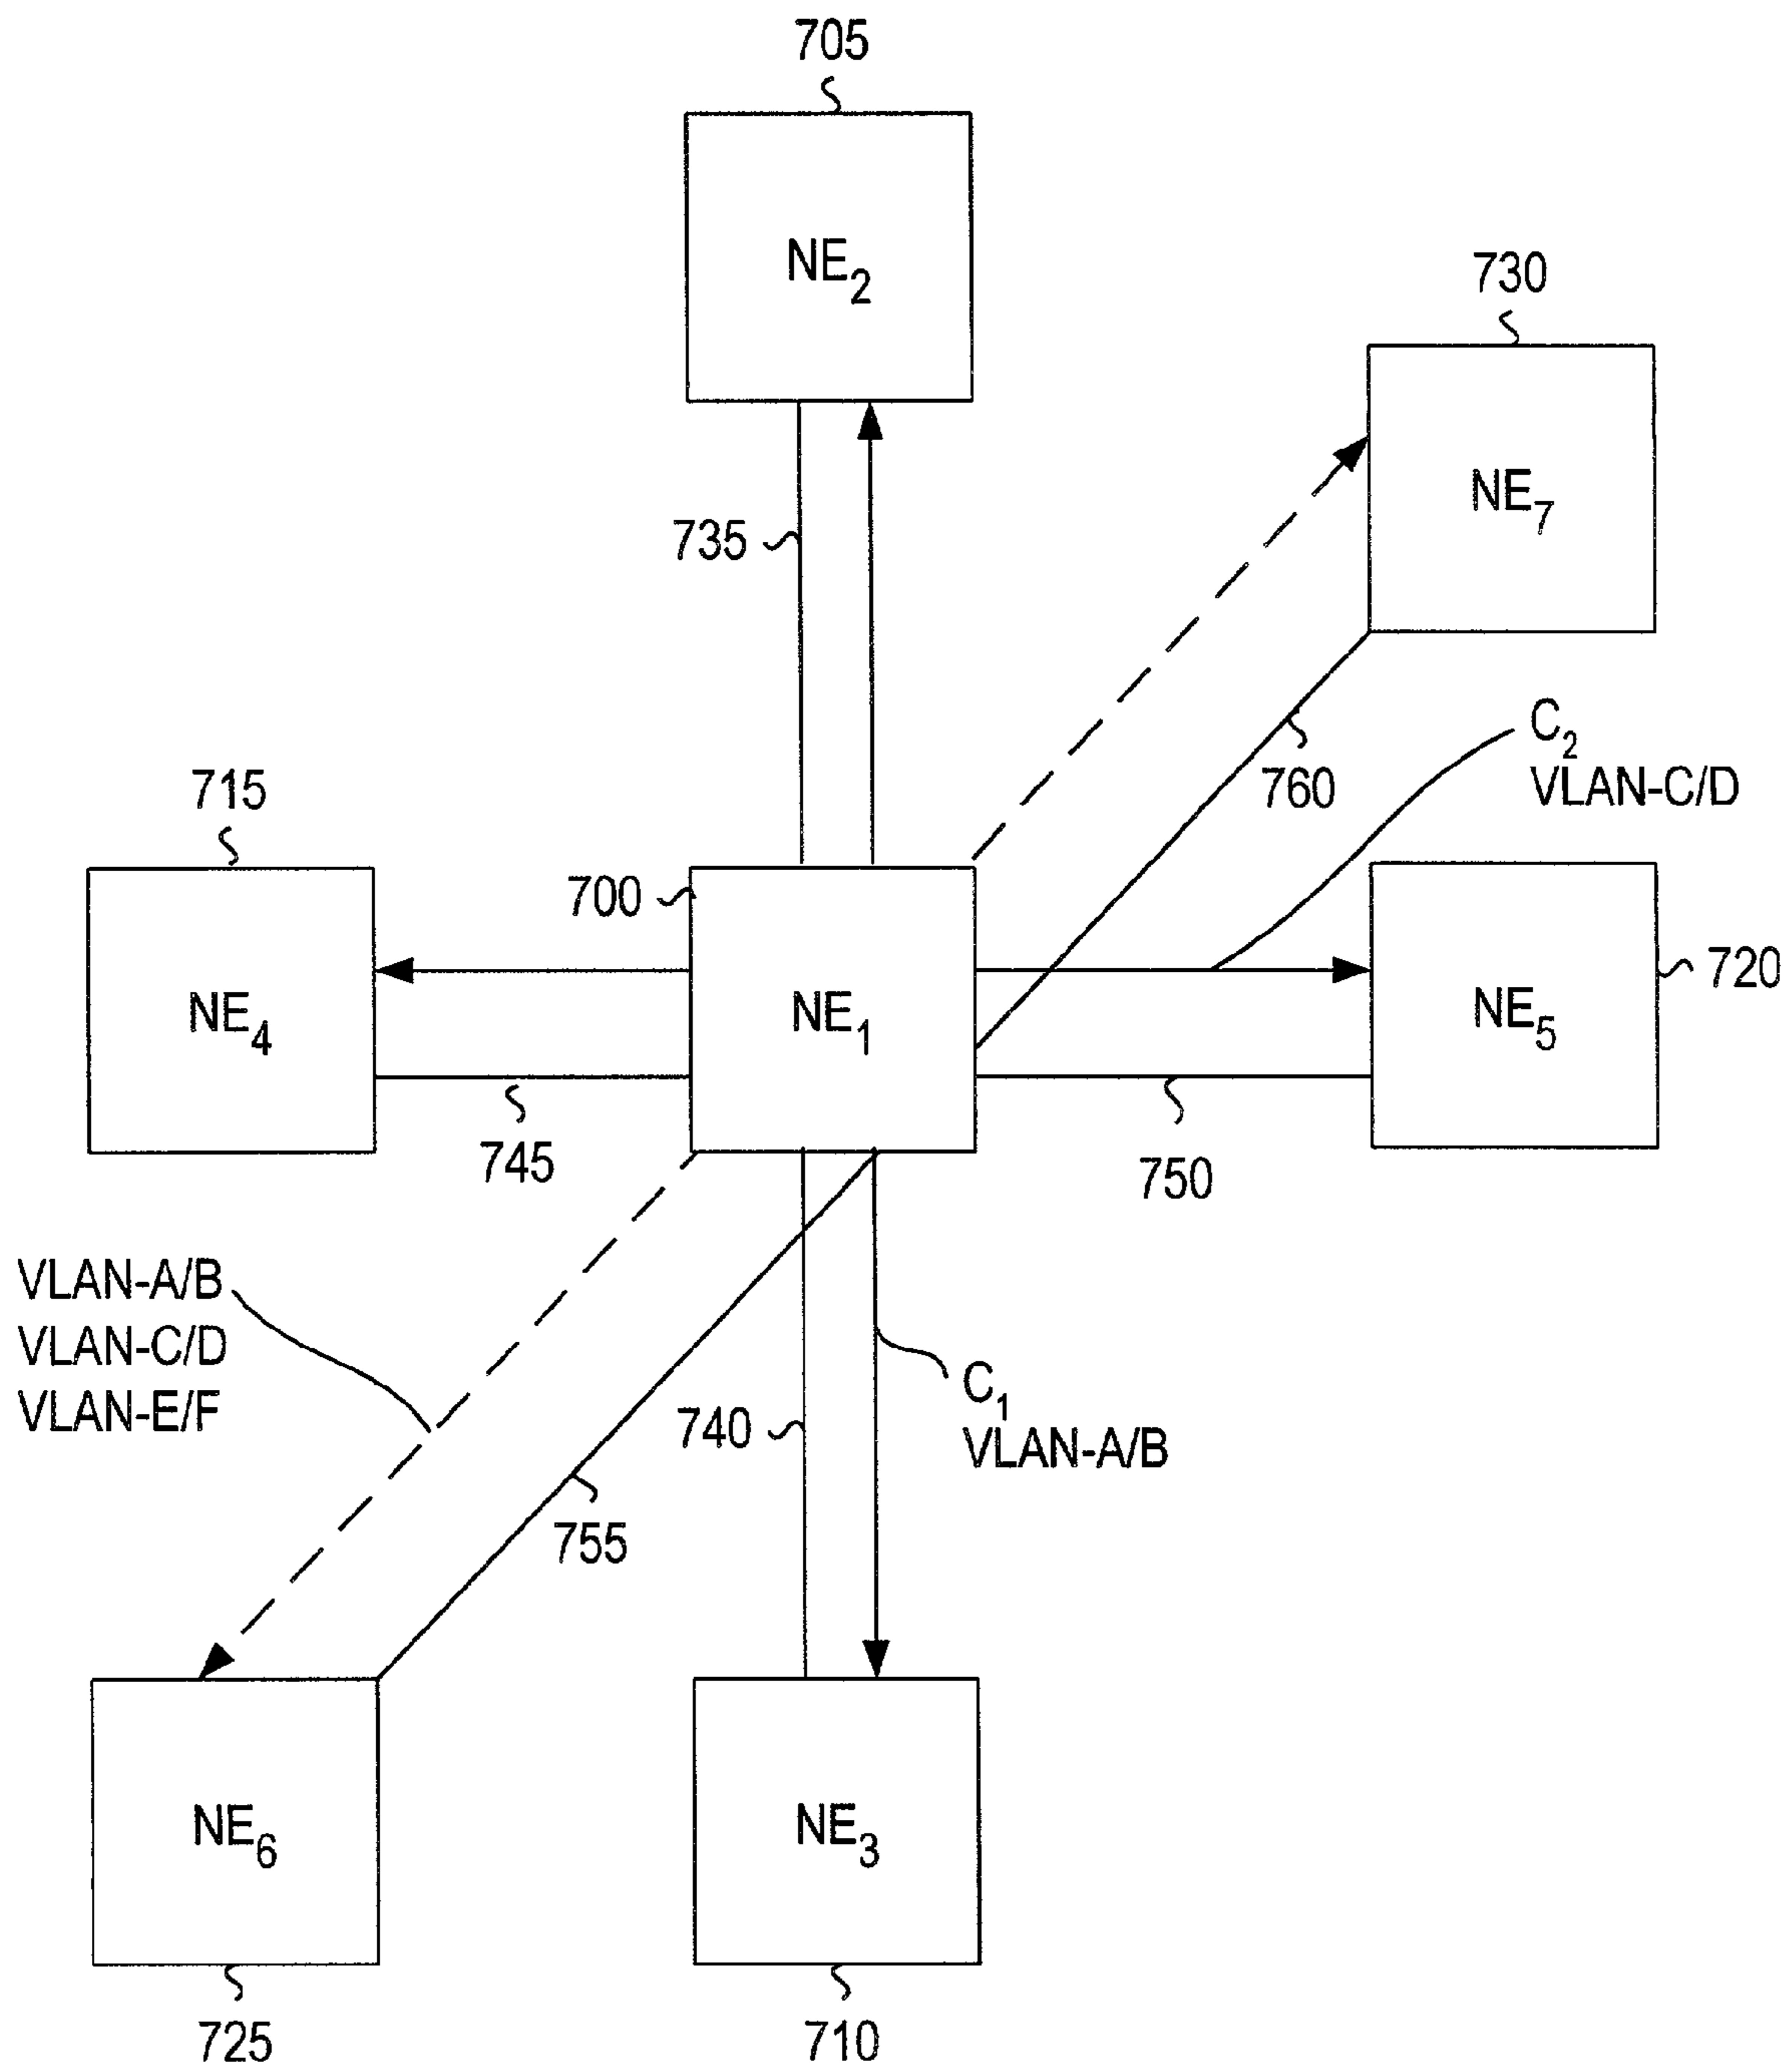 705
NE₂
730
NE₇
735
C₂
VLAN-C/D
760
715
700
NE₄
NE₁
NE₅
720
745
750
VLAN-A/B
VLAN-C/D
VLAN-E/F
C₁
VLAN-A/B
740
755
NE₆
NE₃
725
710